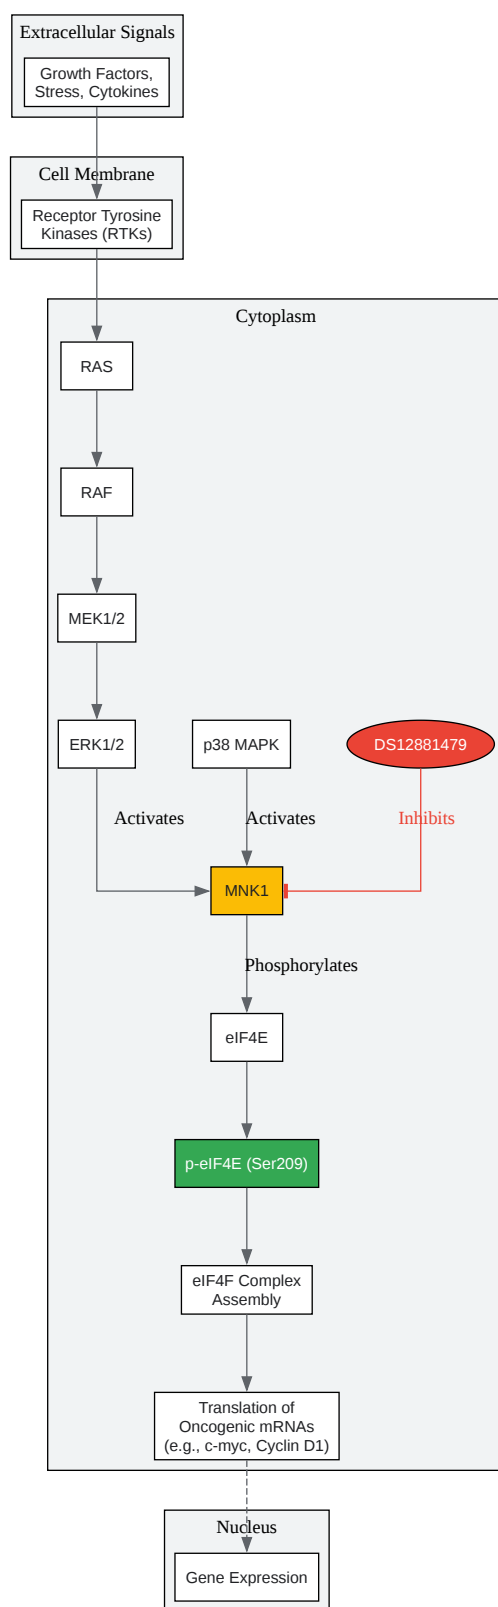 Extracellular Signals
Growth Factors,
Stress, Cytokines
Cell Membrane
Receptor Tyrosine
Kinases (RTKs)
Cytoplasm
RAS
RAF
MEK1/2
ERK1/2
p38 MAPK
DS12881479
Activates
Activates
Inhibits
MNK1
Phosphorylates
eIF4E
p-eIF4E (Ser209)
eIF4F Complex
Assembly
Translation of
Oncogenic mRNAs
(e.g., c-myc, Cyclin D1)
Nucleus
Gene Expression